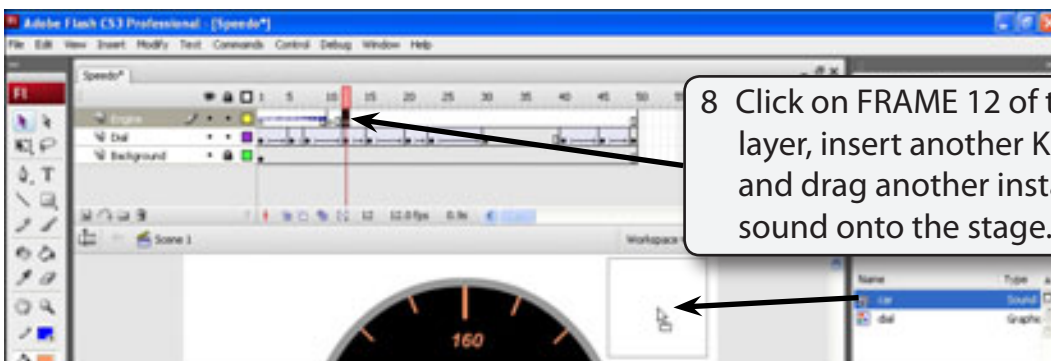 Adobe Flash CS3 Professional - [Speedo*]
File Edit View Insert Modify Text Commands Control Debug Window Help
Speedo*
Fl
1 5 10 15 20 25 30 35 40 45 50
Engine
Dial
Background
12 12.0 fps 0.9s
Scene 1
Workspace
8 Click on FRAME 12 of t
layer, insert another K
and drag another insta
sound onto the stage.
Name Type
car Sound
dial Graphic
160